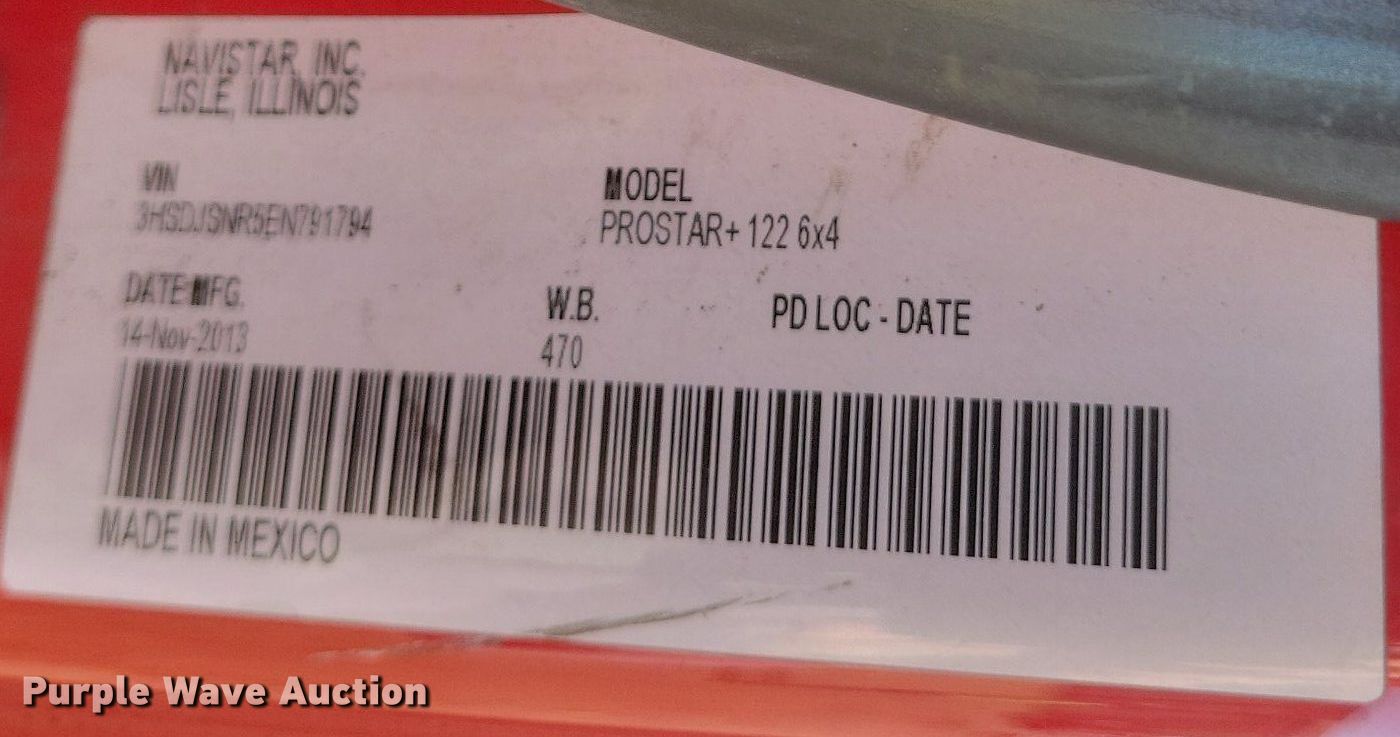 NAVISTAR, INC.
LISLE, ILLINOIS
VIN
3HSDJSNR5EN791794
MODEL
PROSTAR+ 122 6x4
DATE MFG.
14-Nov-2013
W.B.
470
PD LOC - DATE
MADE IN MEXICO
Purple Wave Auction